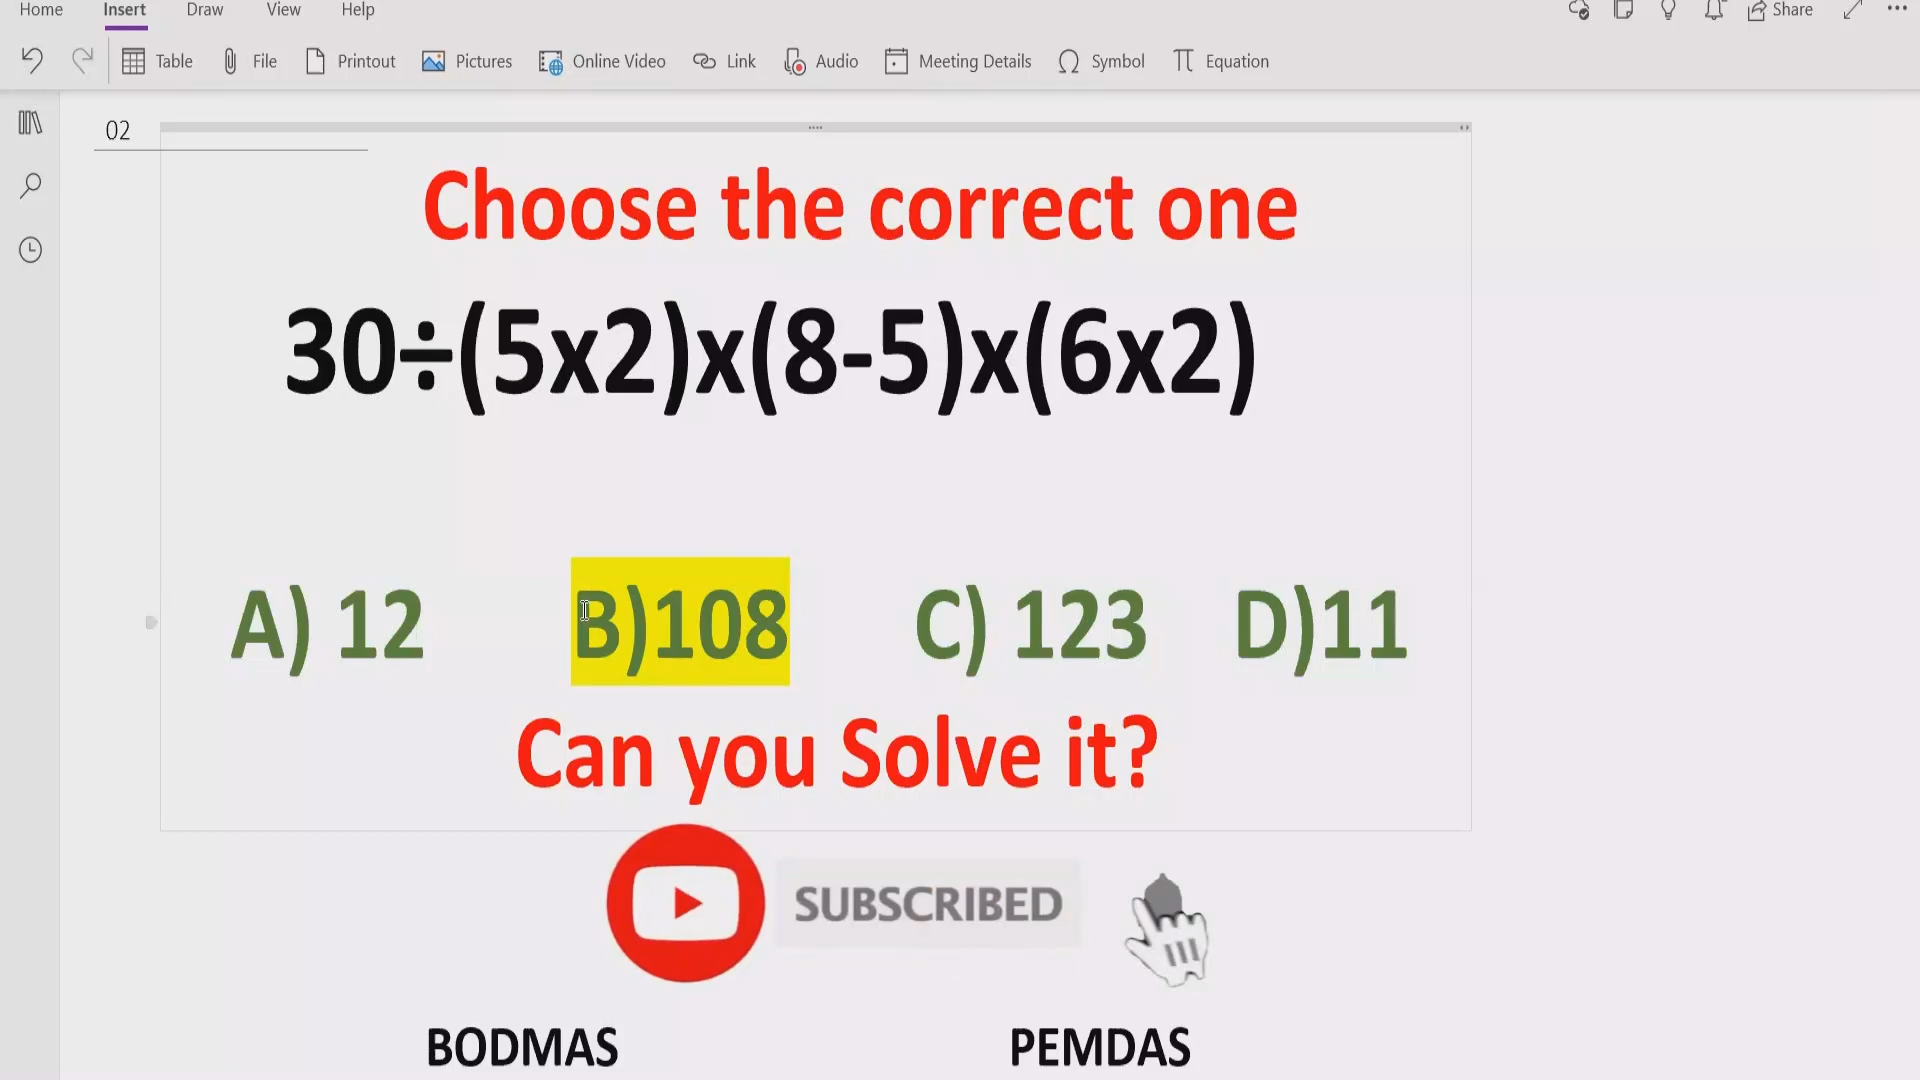 Home Insert Draw View Help Share
Table File Printout Pictures Online Video Link Audio Meeting Details Symbol Equation
02
Choose the correct one
30÷(5x2)x(8-5)x(6x2)
A) 12 B)108 C) 123 D)11
Can you Solve it?
SUBSCRIBED
BODMAS PEMDAS